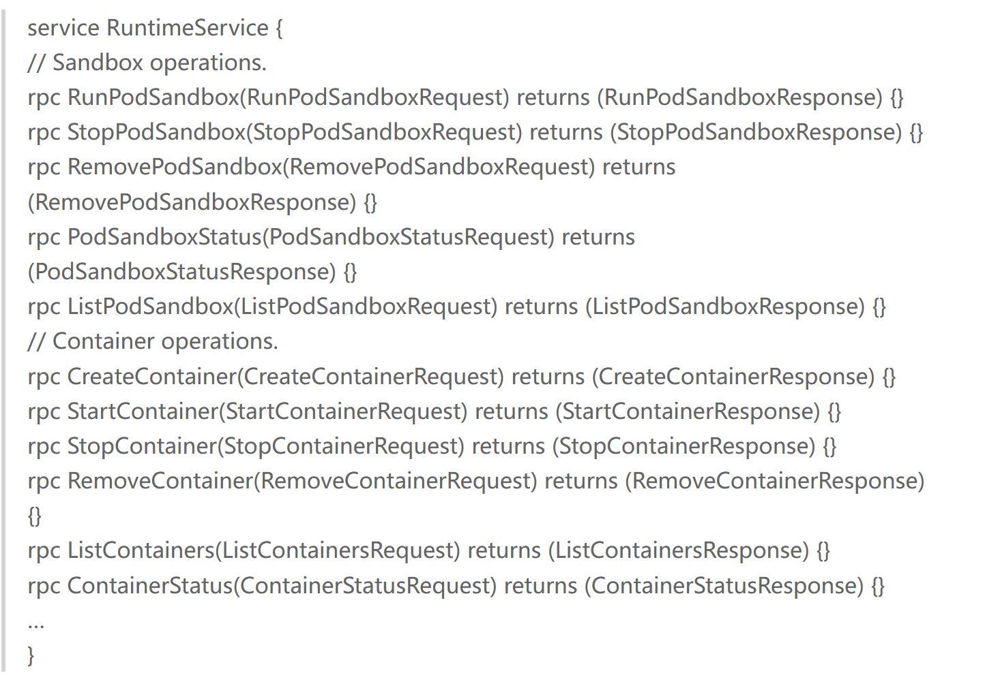 service RuntimeService {
// Sandbox operations.
rpc RunPodSandbox(RunPodSandboxRequest) returns (RunPodSandboxResponse) {}
rpc StopPodSandbox(StopPodSandboxRequest) returns (StopPodSandboxResponse) {}
rpc RemovePodSandbox(RemovePodSandboxRequest) returns
(RemovePodSandboxResponse) {}
rpc PodSandboxStatus(PodSandboxStatusRequest) returns
(PodSandboxStatusResponse) {}
rpc ListPodSandbox(ListPodSandboxRequest) returns (ListPodSandboxResponse) {}
// Container operations.
rpc CreateContainer(CreateContainerRequest) returns (CreateContainerResponse) {}
rpc StartContainer(StartContainerRequest) returns (StartContainerResponse) {}
rpc StopContainer(StopContainerRequest) returns (StopContainerResponse) {}
rpc RemoveContainer(RemoveContainerRequest) returns (RemoveContainerResponse)
{}
rpc ListContainers(ListContainersRequest) returns (ListContainersResponse) {}
rpc ContainerStatus(ContainerStatusRequest) returns (ContainerStatusResponse) {}
...
}